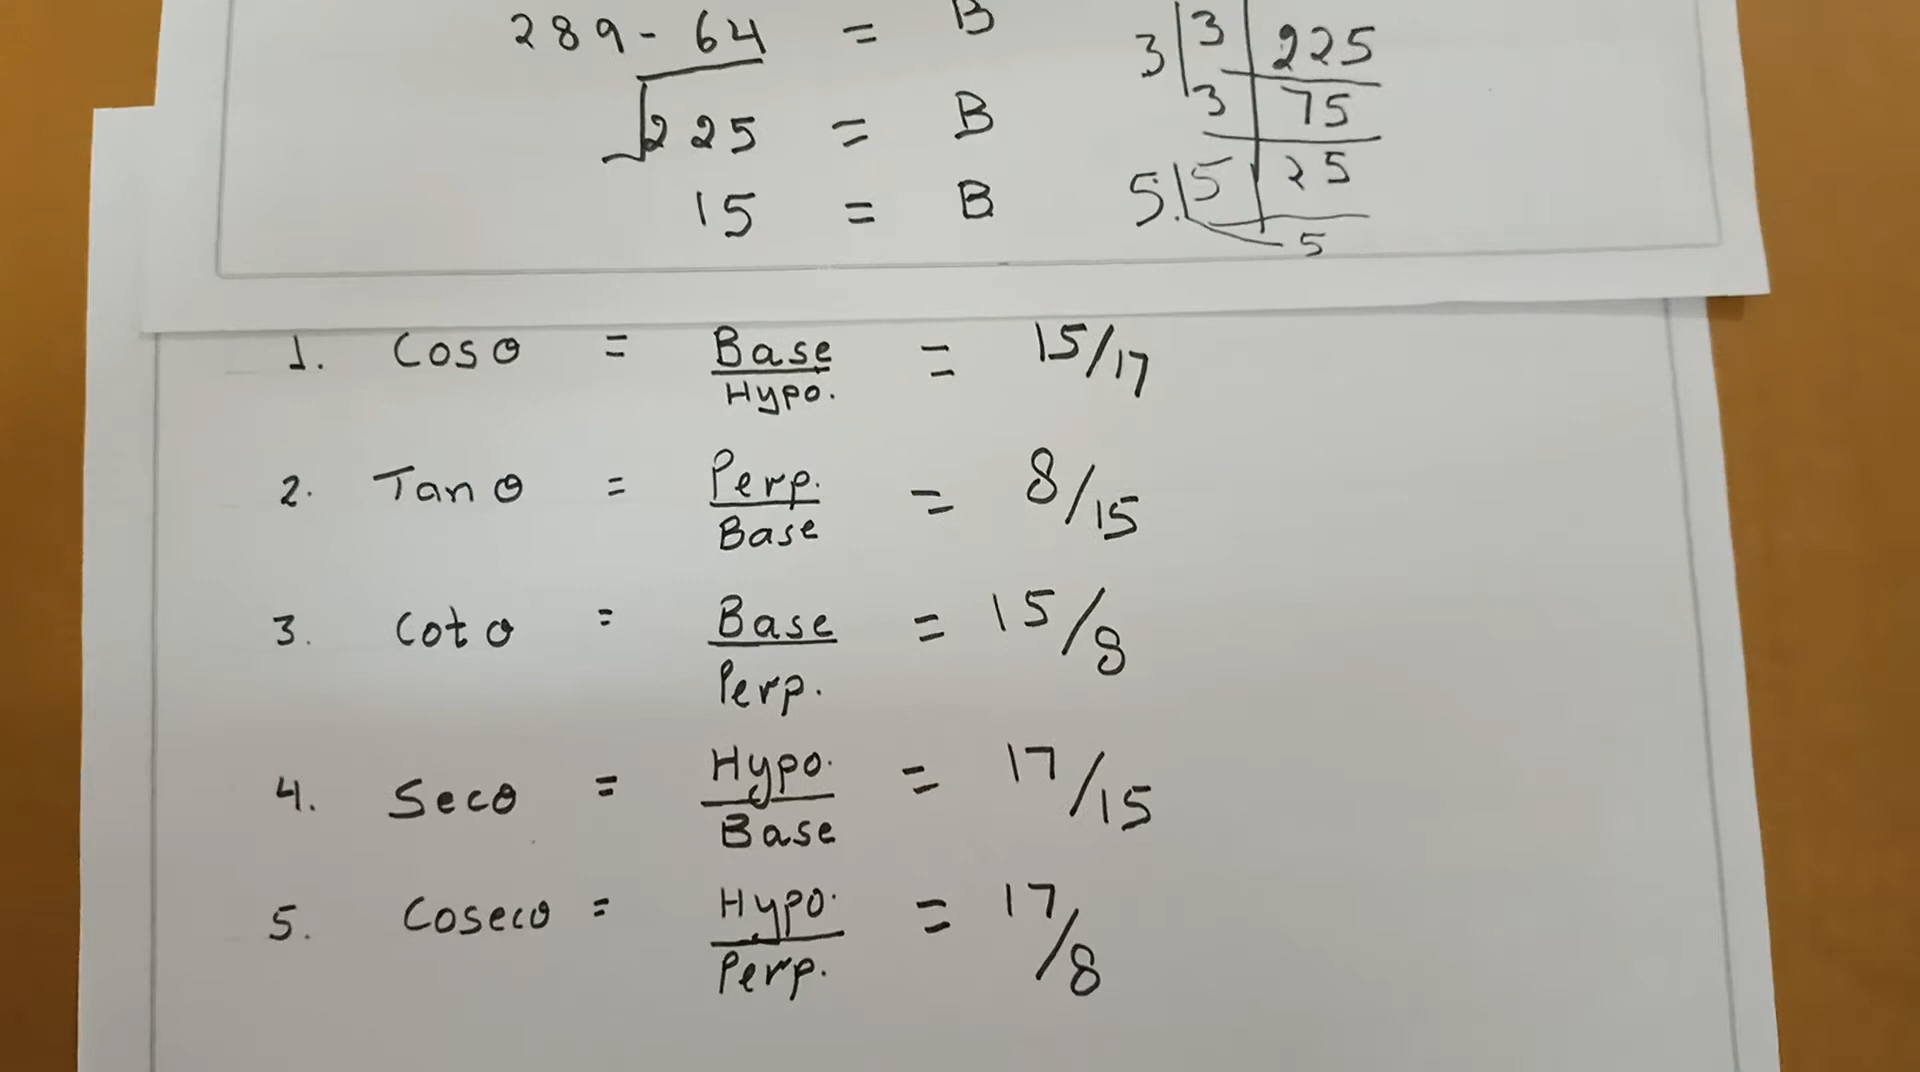 289 - 64 = B
√225 = B
15 = B
3 | 3 | 225
3 | 75
5. | 5 | 25
5
1. Cosθ = Base/Hypo. = 15/17
2. Tanθ = Perp./Base = 8/15
3. Cotθ = Base/Perp. = 15/8
4. Secθ = Hypo./Base = 17/15
5. Cosecθ = Hypo./Perp. = 17/8